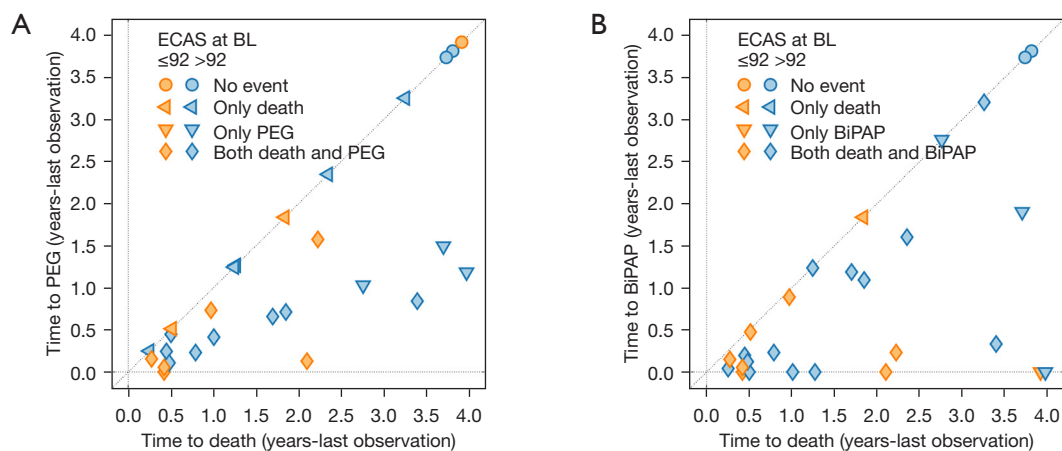 A
ECAS at BL
≤92 >92
No event
Only death
Only PEG
Both death and PEG
Time to PEG (years-last observation)
4.0
3.5
3.0
2.5
2.0
1.5
1.0
0.5
0.0
0.0 0.5 1.0 1.5 2.0 2.5 3.0 3.5 4.0
Time to death (years-last observation)
B
ECAS at BL
≤92 >92
No event
Only death
Only BiPAP
Both death and BiPAP
Time to BiPAP (years-last observation)
4.0
3.5
3.0
2.5
2.0
1.5
1.0
0.5
0.0
0.0 0.5 1.0 1.5 2.0 2.5 3.0 3.5 4.0
Time to death (years-last observation)